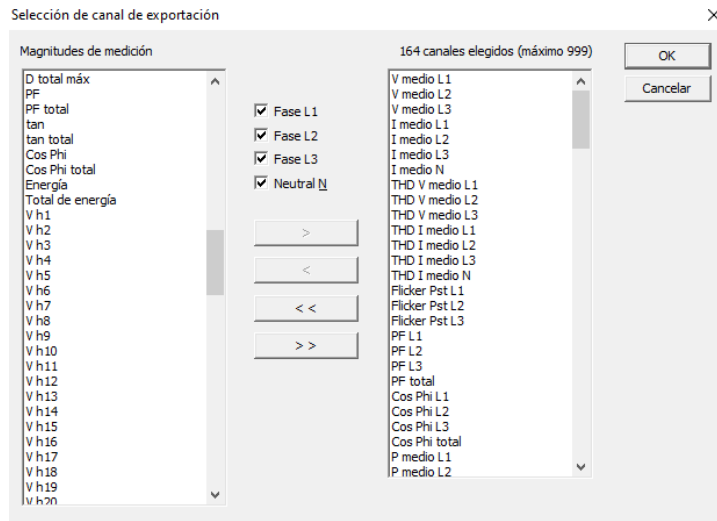 Selección de canal de exportación
Magnitudes de medición
D total máx
PF
PF total
tan
tan total
Cos Phi
Cos Phi total
Energía
Total de energía
V h1
V h2
V h3
V h4
V h5
V h6
V h7
V h8
V h9
V h10
V h11
V h12
V h13
V h14
V h15
V h16
V h17
V h18
V h19
V h20
Fase L1
Fase L2
Fase L3
Neutral N
>
<
< <
> >
164 canales elegidos (máximo 999)
V medio L1
V medio L2
V medio L3
I medio L1
I medio L2
I medio L3
I medio N
THD V medio L1
THD V medio L2
THD V medio L3
THD I medio L1
THD I medio L2
THD I medio L3
THD I medio N
Flicker Pst L1
Flicker Pst L2
Flicker Pst L3
PF L1
PF L2
PF L3
PF total
Cos Phi L1
Cos Phi L2
Cos Phi L3
Cos Phi total
P medio L1
P medio L2
OK
Cancelar